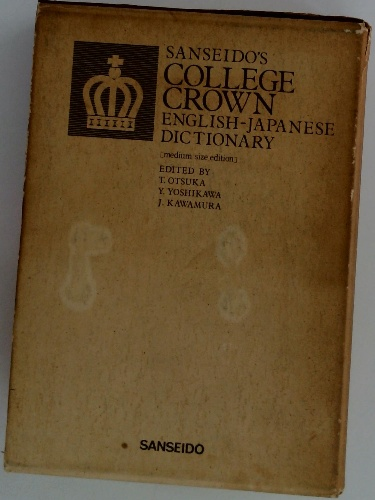 SANSEIDO'S
COLLEGE
CROWN
ENGLISH-JAPANESE
DICTIONARY
[medium size edition]
EDITED BY
T. OTSUKA
Y. YOSHIKAWA
J. KAWAMURA
SANSEIDO